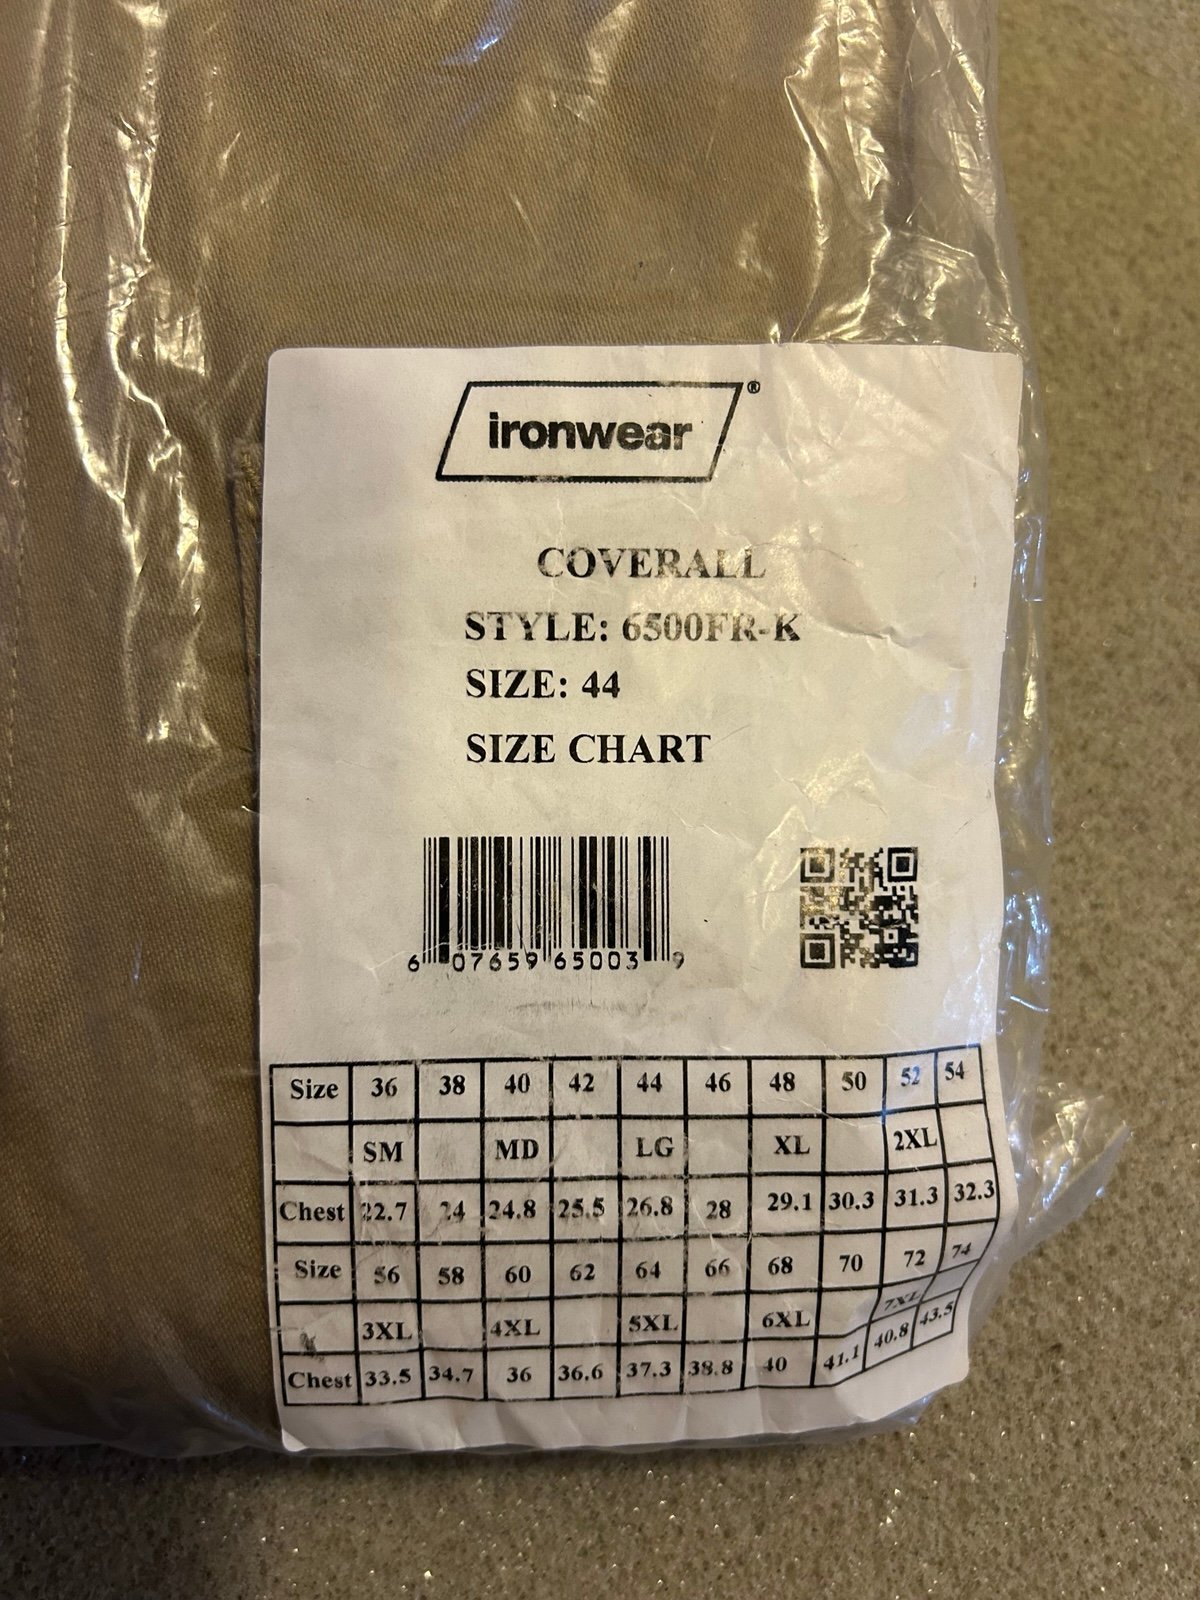 ironwear®
COVERALL
STYLE: 6500FR-K
SIZE: 44
SIZE CHART
6 07659 65003 9
Size 36 38 40 42 44 46 48 50 52 54
SM MD LG XL 2XL
Chest 22.7 24 24.8 25.5 26.8 28 29.1 30.3 31.3 32.3
Size 56 58 60 62 64 66 68 70 72 74
3XL 4XL 5XL 6XL 7XL
Chest 33.5 34.7 36 36.6 37.3 38.8 40 41.1 40.8 43.5